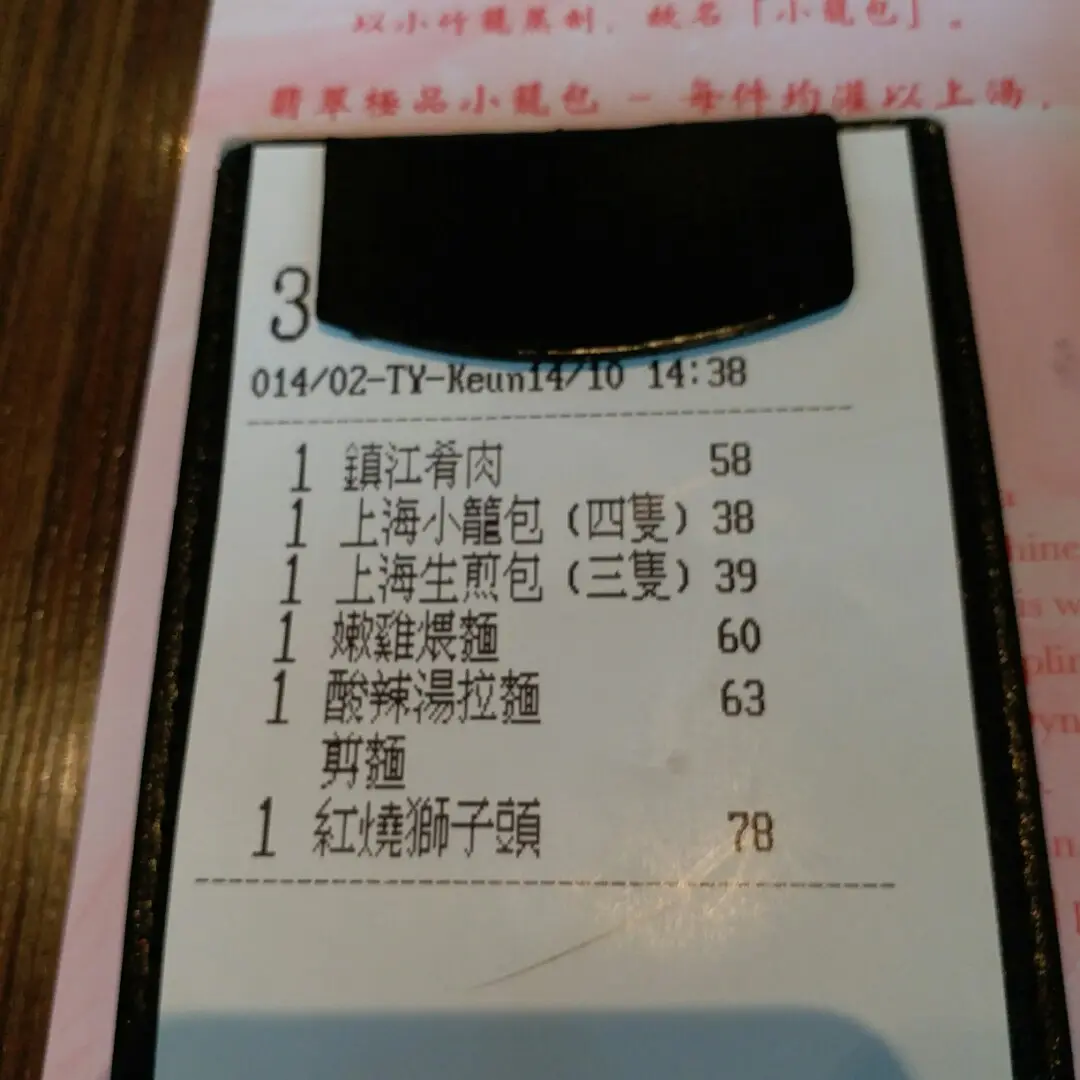 以小竹籠蒸制，故名「小籠包」。
翡翠極品小籠包 – 每件均灌以上湯，
3
014/02-TY-Keun14/10 14:38
1 鎮江肴肉 58
1 上海小籠包(四隻) 38
1 上海生煎包(三隻) 39
1 嫩雞煨麵 60
1 酸辣湯拉麵 63
剪麵
1 紅燒獅子頭 78